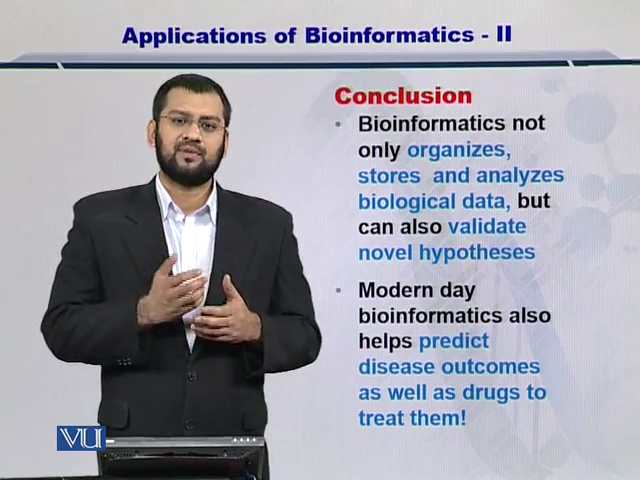 Applications of Bioinformatics - II
Conclusion
• Bioinformatics not
only organizes,
stores and analyzes
biological data, but
can also validate
novel hypotheses
• Modern day
bioinformatics also
helps predict
disease outcomes
as well as drugs to
treat them!
VU